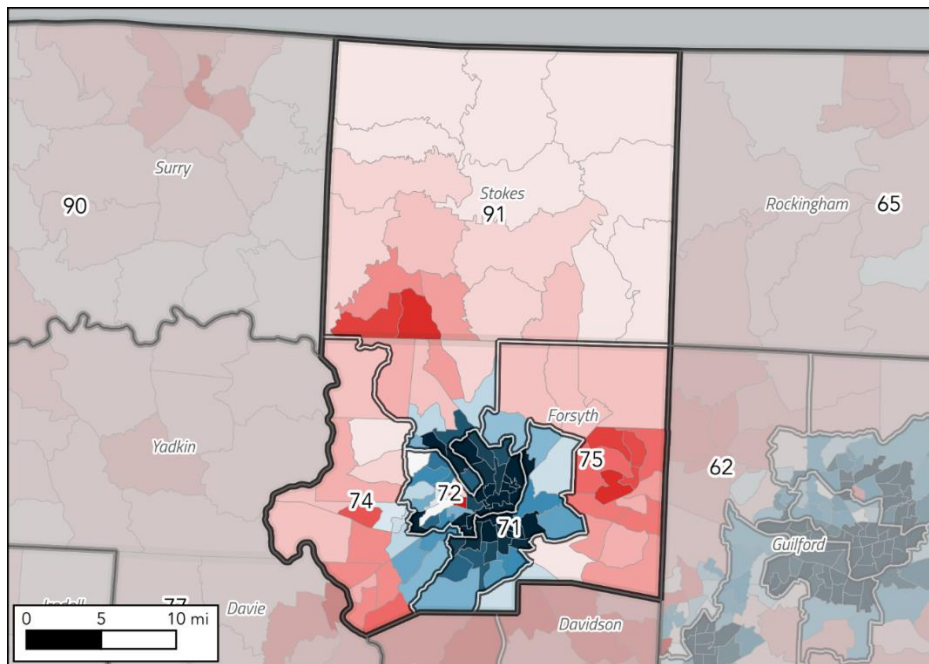 Surry
90
Stokes
91
Rockingham
65
Yadkin
Forsyth
75
62
74
72
71
Guilford
77
Davie
Davidson
0 5 10 mi